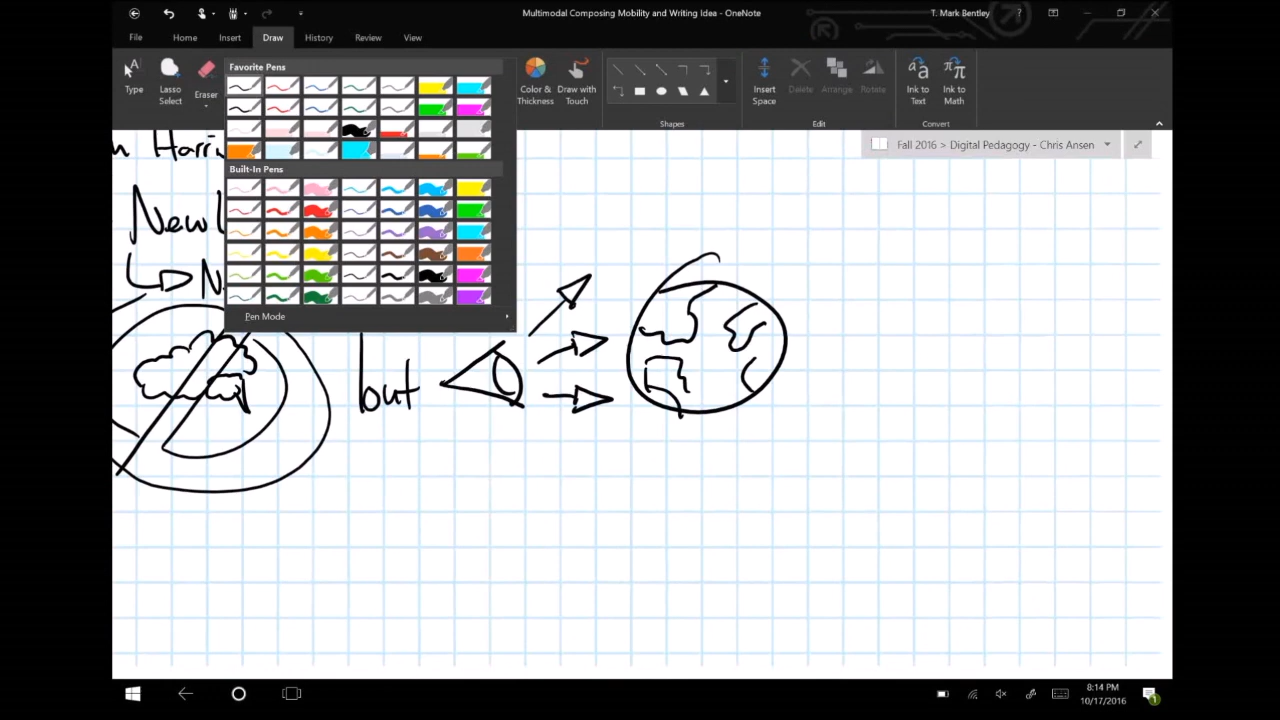 Multimodal Composing Mobility and Writing Idea - OneNote
T. Mark Bentley
?
File
Home
Insert
Draw
History
Review
View
Type
Lasso
Select
Eraser
Favorite Pens
Built-In Pens
Pen Mode
Color &
Thickness
Draw with
Touch
Shapes
Insert
Space
Delete
Arrange
Rotate
Edit
Ink to
Text
Ink to
Math
Convert
Fall 2016 > Digital Pedagogy - Chris Ansen
but
8:14 PM
10/17/2016
1